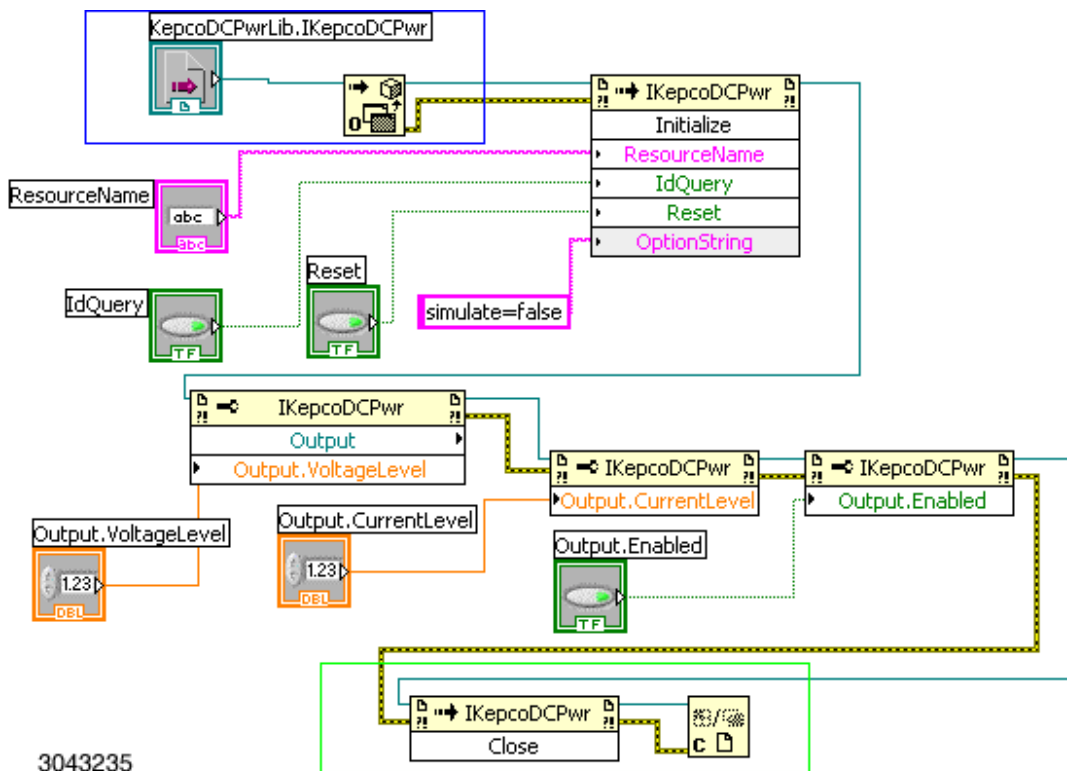 KepcoDCPwrLib.IKepcoDCPwr
IKepcoDCPwr
Initialize
ResourceName
IdQuery
Reset
OptionString
ResourceName
abc
abc
IdQuery
TF
Reset
TF
simulate=false
IKepcoDCPwr
Output
Output.VoltageLevel
IKepcoDCPwr
Output.CurrentLevel
IKepcoDCPwr
Output.Enabled
Output.VoltageLevel
1.23
DBL
Output.CurrentLevel
1.23
DBL
Output.Enabled
TF
IKepcoDCPwr
Close
C
3043235